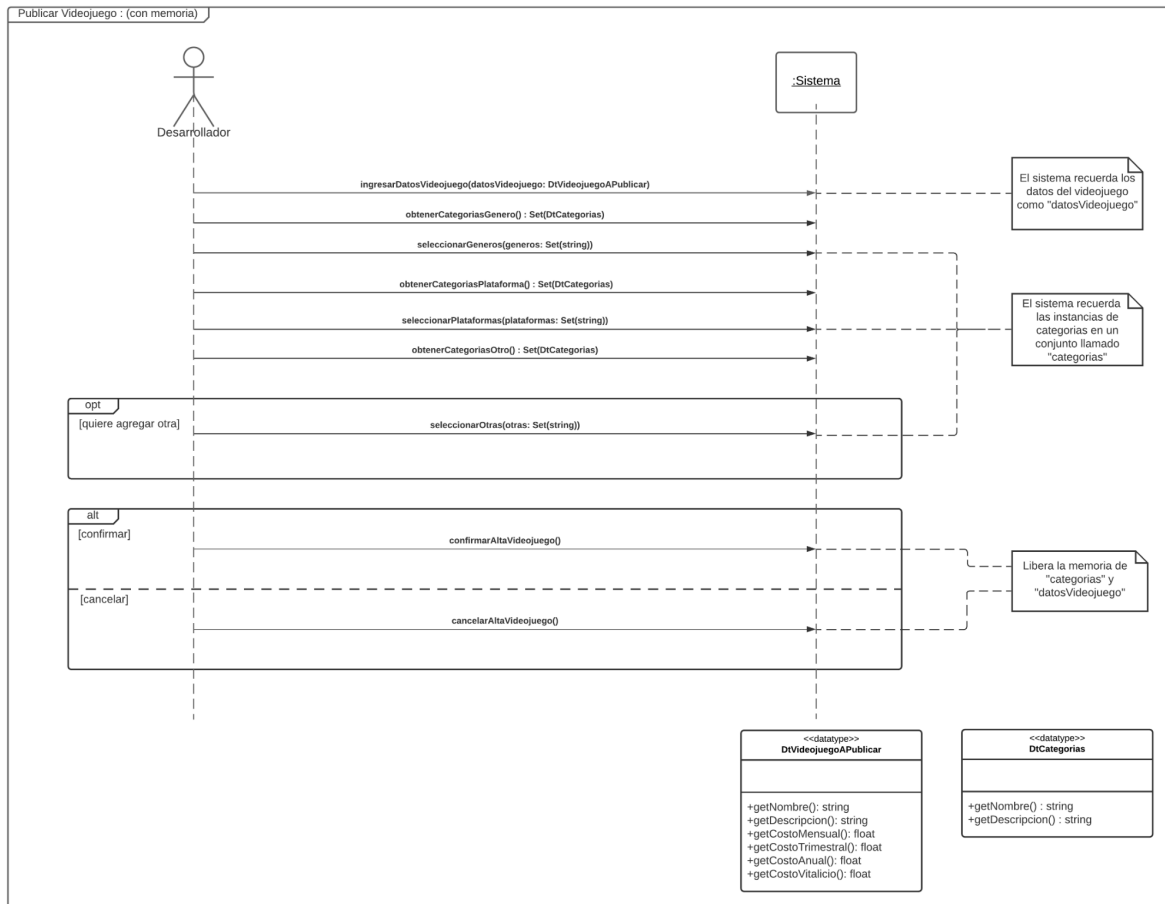 Publicar Videojuego : (con memoria)
:Sistema
Desarrollador
ingresarDatosVideojuego(datosVideojuego: DtVideojuegoAPublicar)
El sistema recuerda los
datos del videojuego
como "datosVideojuego"
obtenerCategoriasGenero() : Set(DtCategorias)
seleccionarGeneros(generos: Set(string))
obtenerCategoriasPlataforma() : Set(DtCategorias)
seleccionarPlataformas(plataformas: Set(string))
El sistema recuerda
las instancias de
categorias en un
conjunto llamado
"categorias"
obtenerCategoriasOtro() : Set(DtCategorias)
opt
[quiere agregar otra]
seleccionarOtras(otras: Set(string))
alt
[confirmar]
confirmarAltaVideojuego()
Libera la memoria de
"categorias" y
"datosVideojuego"
[cancelar]
cancelarAltaVideojuego()
<<datatype>>
DtVideojuegoAPublicar
+getNombre(): string
+getDescripcion(): string
+getCostoMensual(): float
+getCostoTrimestral(): float
+getCostoAnual(): float
+getCostoVitalicio(): float
<<datatype>>
DtCategorias
+getNombre() : string
+getDescripcion() : string